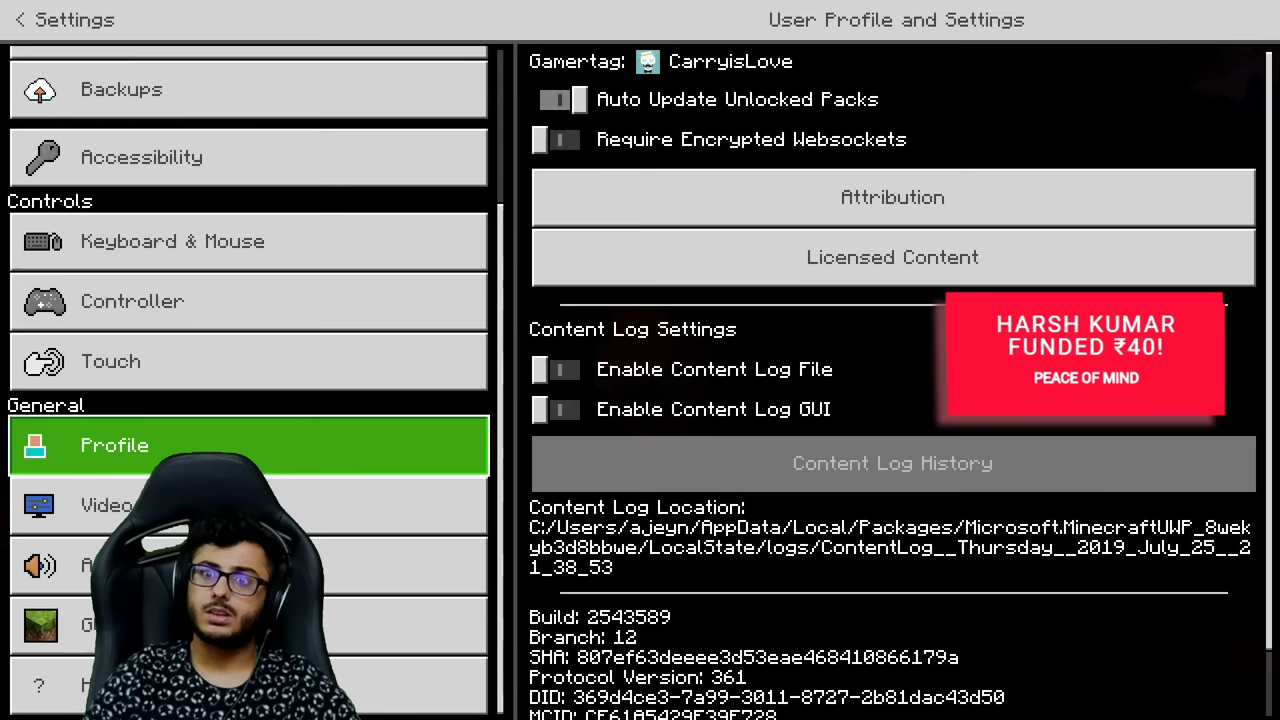 Settings
User Profile and Settings
Backups
Accessibility
Controls
Keyboard & Mouse
Controller
Touch
General
Profile
Video
Gamertag: CarryisLove
Auto Update Unlocked Packs
Require Encrypted Websockets
Attribution
Licensed Content
Content Log Settings
Enable Content Log File
Enable Content Log GUI
HARSH KUMAR
FUNDED ₹40!
PEACE OF MIND
Content Log History
Content Log Location:
C:/Users/ajeyn/AppData/Local/Packages/Microsoft.MinecraftUWP_8wek
yb3d8bbwe/LocalState/logs/ContentLog__Thursday__2019_July_25__2
1_38_53
Build: 2543589
Branch: 12
SHA: 807ef63deeee3d53eae468410866179a
Protocol Version: 361
DID: 369d4ce3-7a99-3011-8727-2b81dac43d50